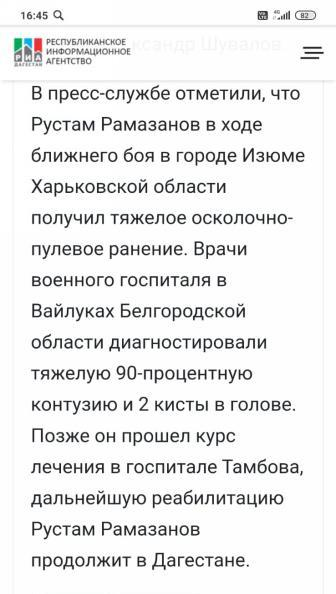 16:45
4G
82
РИА
ДАГЕСТАН
РЕСПУБЛИКАНСКОЕ
ИНФОРМАЦИОННОЕ
АГЕНТСТВО
ксандр Шувалов
В пресс-службе отметили, что
Рустам Рамазанов в ходе
ближнего боя в городе Изюме
Харьковской области
получил тяжелое осколочно-
пулевое ранение. Врачи
военного госпиталя в
Вайлуках Белгородской
области диагностировали
тяжелую 90-процентную
контузию и 2 кисты в голове.
Позже он прошел курс
лечения в госпитале Тамбова,
дальнейшую реабилитацию
Рустам Рамазанов
продолжит в Дагестане.